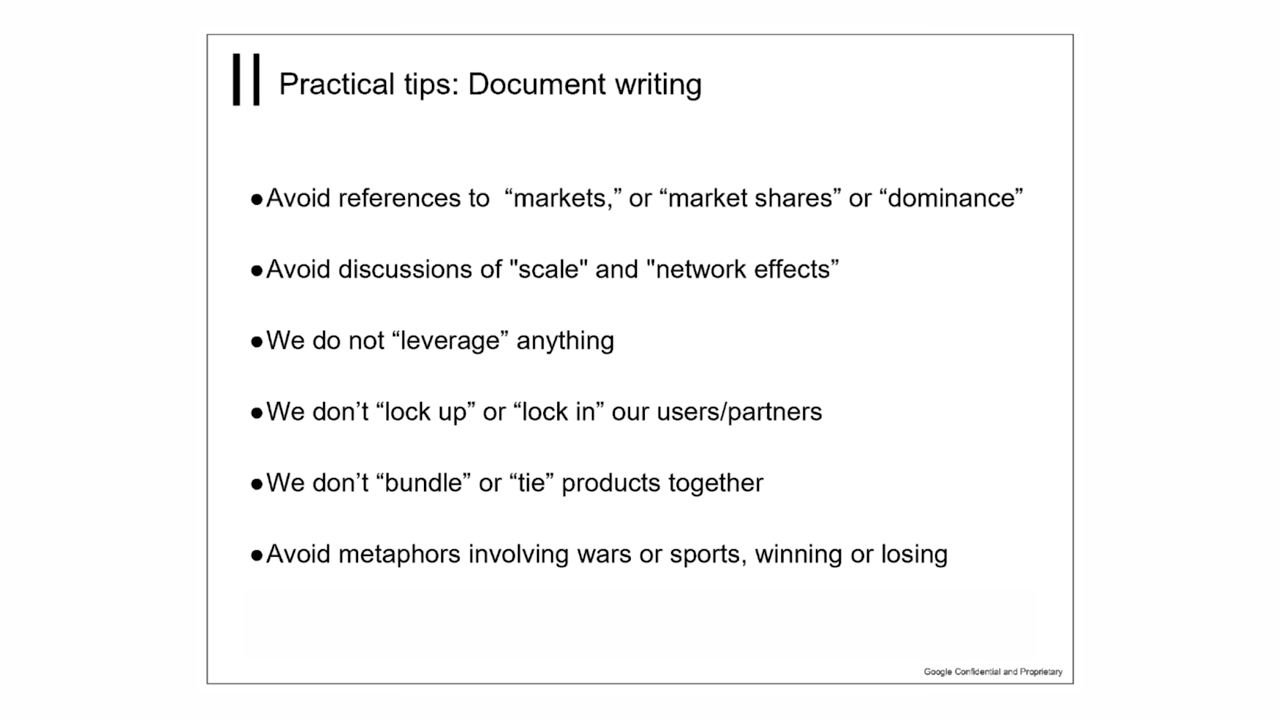 Practical tips: Document writing
●Avoid references to  “markets,” or “market shares” or “dominance”
●Avoid discussions of "scale" and "network effects”
●We do not “leverage” anything
●We don’t “lock up” or “lock in” our users/partners
●We don’t “bundle” or “tie” products together
●Avoid metaphors involving wars or sports, winning or losing
Google Confidential and Proprietary